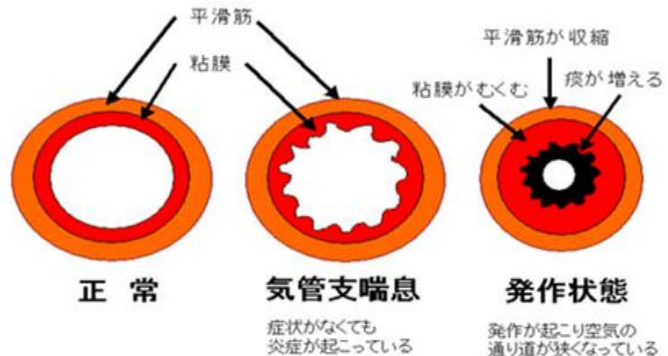 平滑筋
粘膜
平滑筋が収縮
粘膜がむくむ
痰が増える
正常
気管支喘息
発作状態
症状がなくても
炎症が起こっている
発作が起こり空気の
通り道が狭くなっている